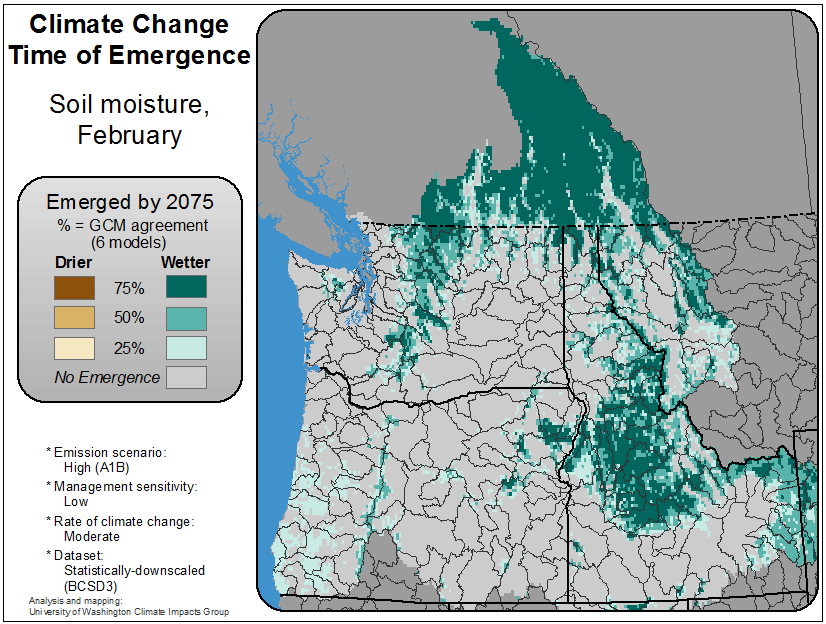 Climate Change
Time of Emergence
Soil moisture,
February
Emerged by 2075
% = GCM agreement
(6 models)
Drier Wetter
75%
50%
25%
No Emergence
* Emission scenario:
High (A1B)
* Management sensitivity:
Low
* Rate of climate change:
Moderate
* Dataset:
Statistically-downscaled
(BCSD3)
Analysis and mapping:
University of Washington Climate Impacts Group